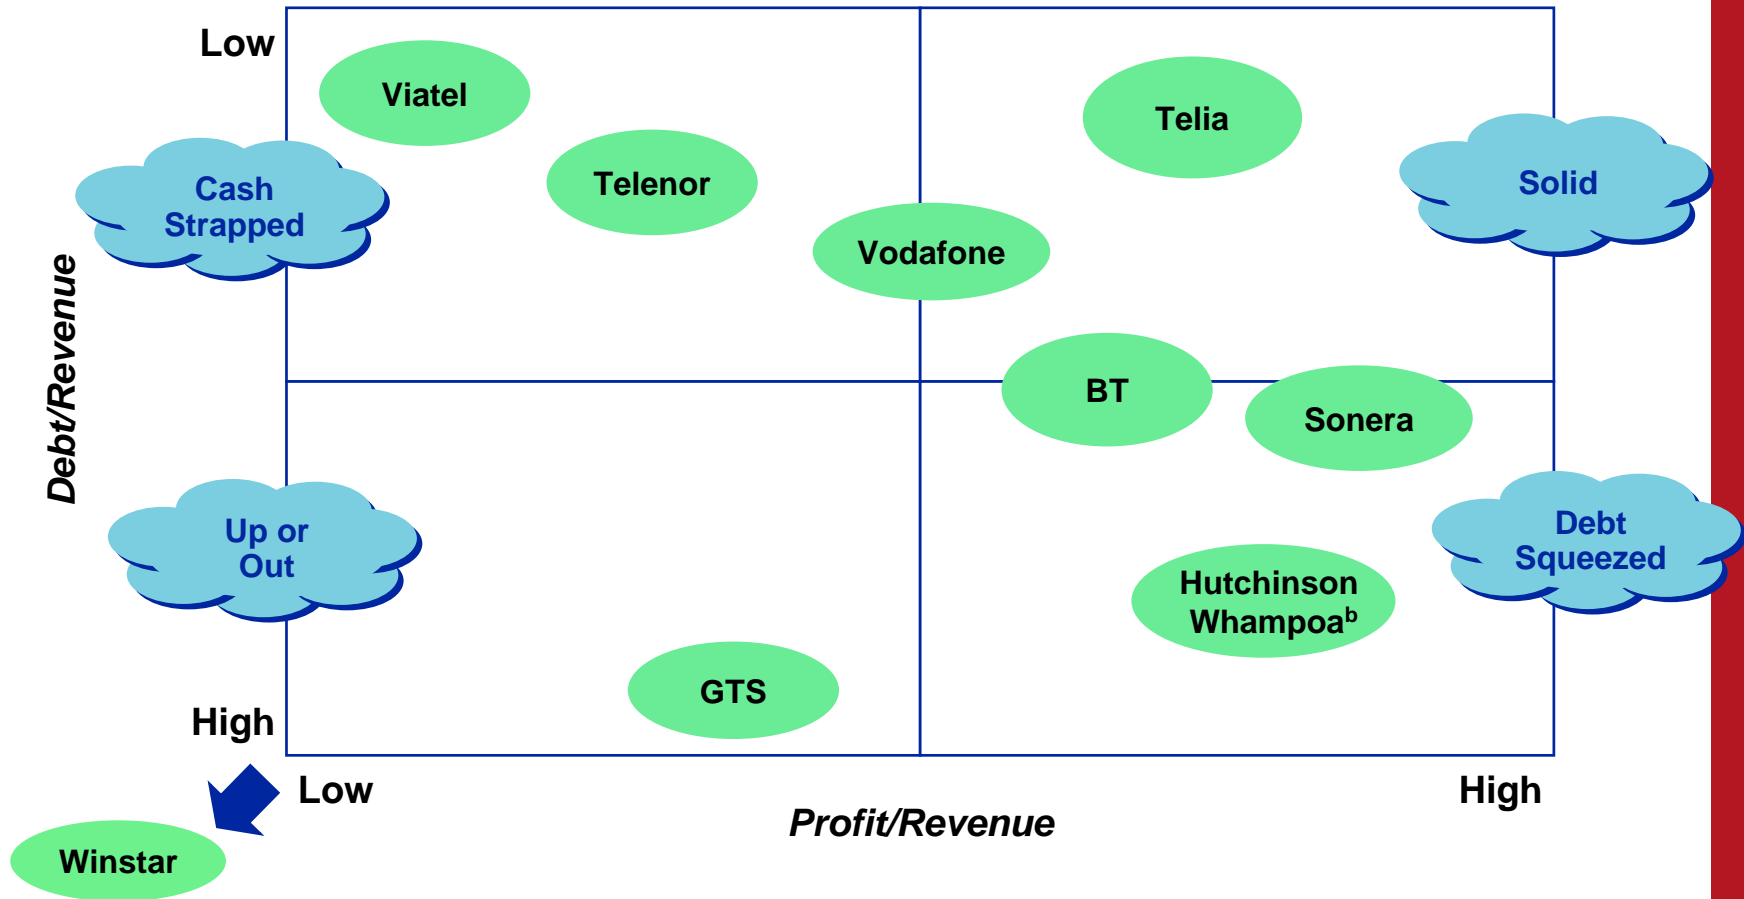 Low
Viatel
Telia
Cash
Strapped
Telenor
Solid
Vodafone
Debt/Revenue
BT
Sonera
Up or
Out
Debt
Squeezed
Hutchinson
Whampoaᵇ
GTS
High
Low
High
Profit/Revenue
Winstar